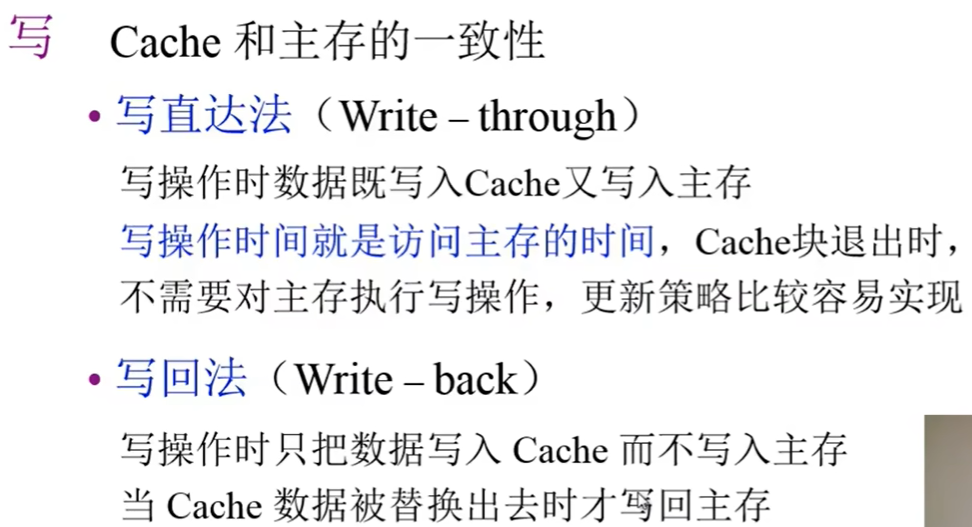 写 Cache 和主存的一致性
• 写直达法（Write – through）
写操作时数据既写入Cache又写入主存
写操作时间就是访问主存的时间，Cache块退出时，
不需要对主存执行写操作，更新策略比较容易实现
• 写回法（Write – back）
写操作时只把数据写入 Cache 而不写入主存
当 Cache 数据被替换出去时才写回主存